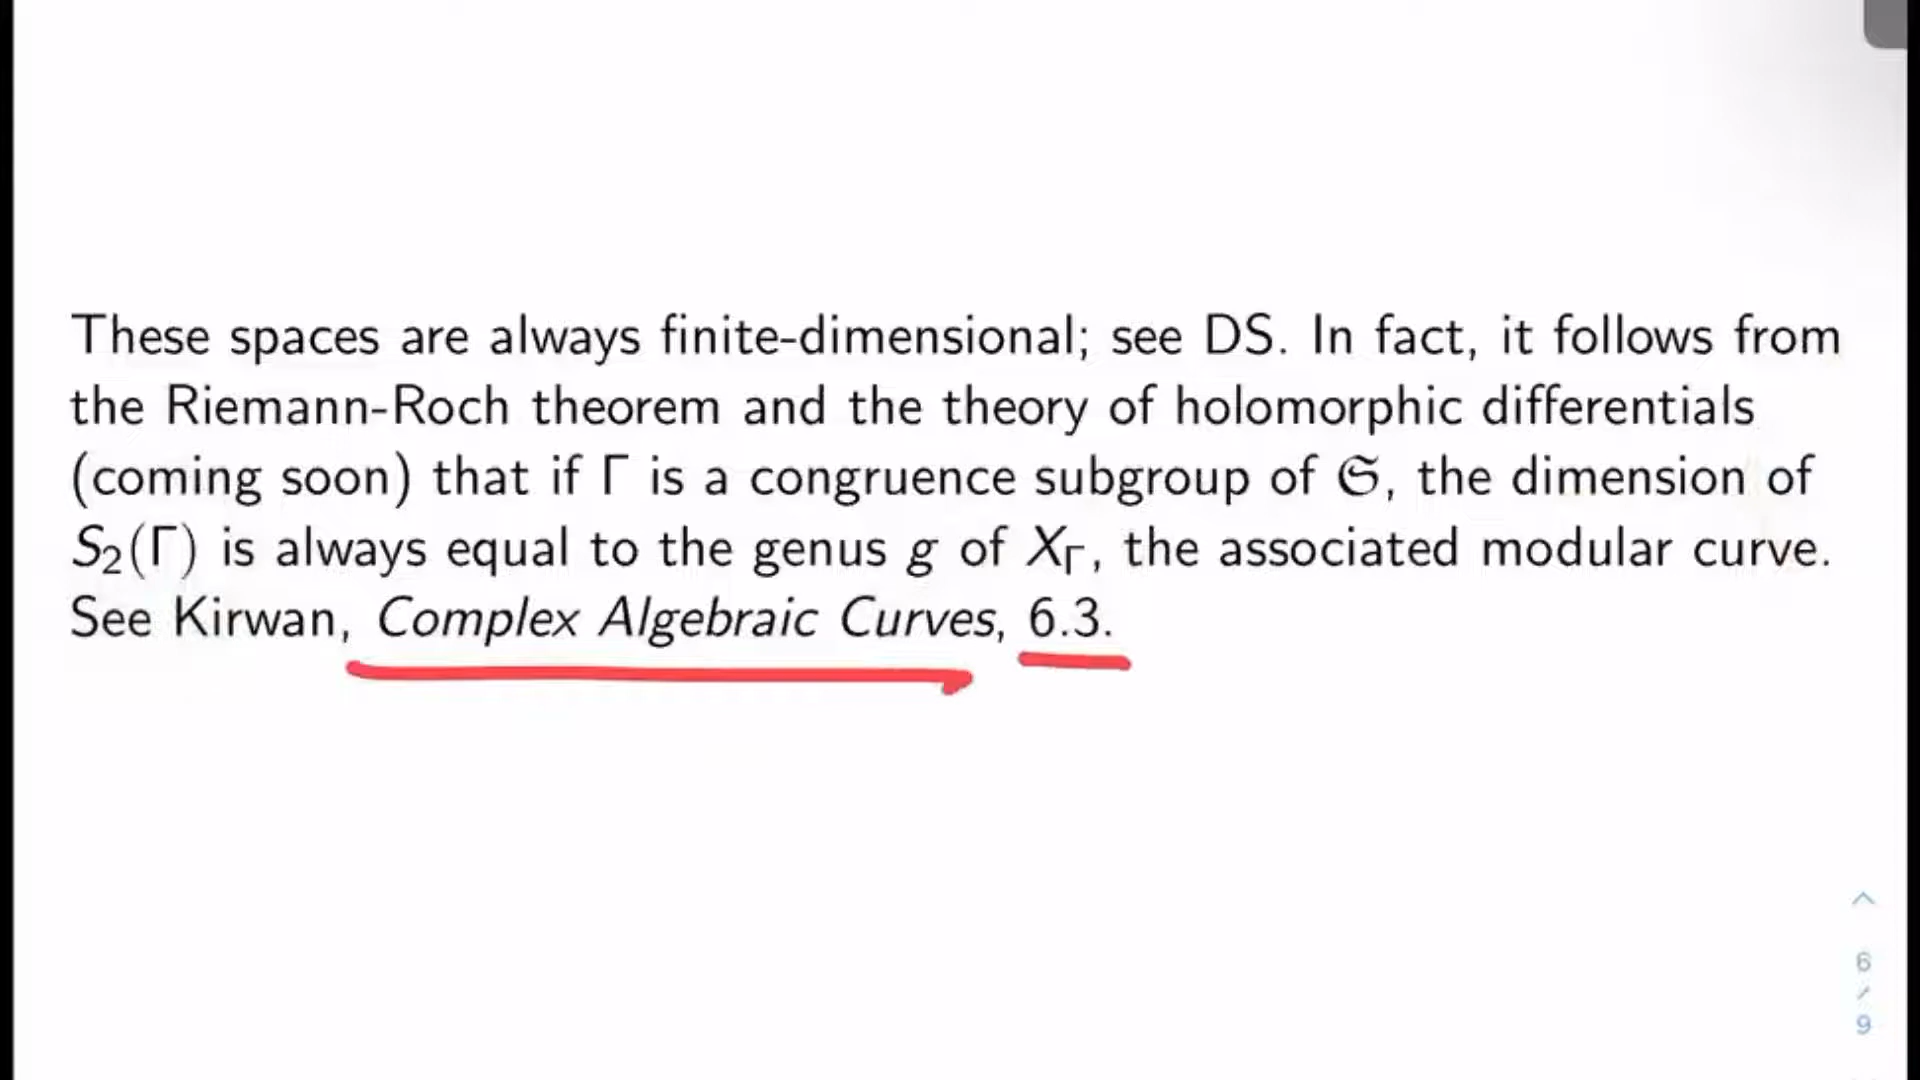 These spaces are always finite-dimensional; see DS. In fact, it follows from
the Riemann-Roch theorem and the theory of holomorphic differentials
(coming soon) that if Γ is a congruence subgroup of 𝔖, the dimension of
S₂(Γ) is always equal to the genus g of X_Γ, the associated modular curve.
See Kirwan, Complex Algebraic Curves, 6.3.
6
/
9